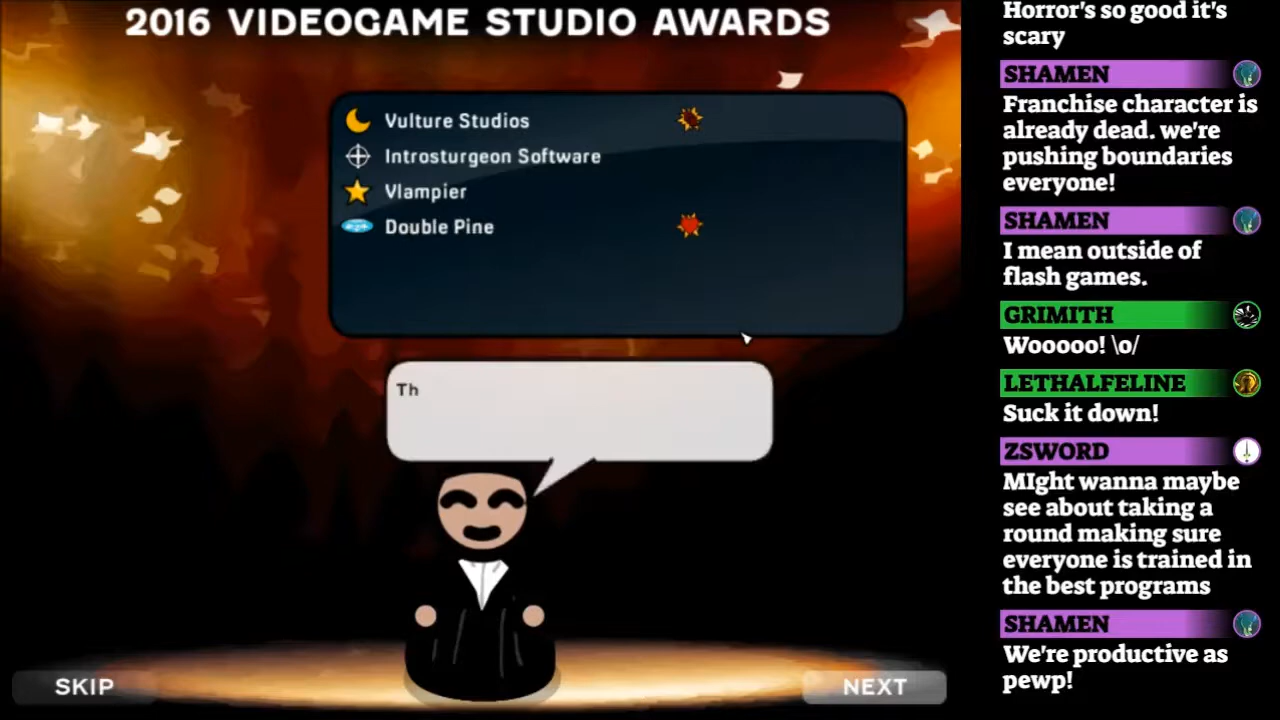 2016 VIDEOGAME STUDIO AWARDS
Vulture Studios
Introsturgeon Software
Vlampier
Double Pine
Th
SKIP
NEXT
Horror's so good it's
scary
SHAMEN
Franchise character is
already dead. we're
pushing boundaries
everyone!
SHAMEN
I mean outside of
flash games.
GRIMITH
Wooooo! \o/
LETHALFELINE
Suck it down!
ZSWORD
MIght wanna maybe
see about taking a
round making sure
everyone is trained in
the best programs
SHAMEN
We're productive as
pewp!